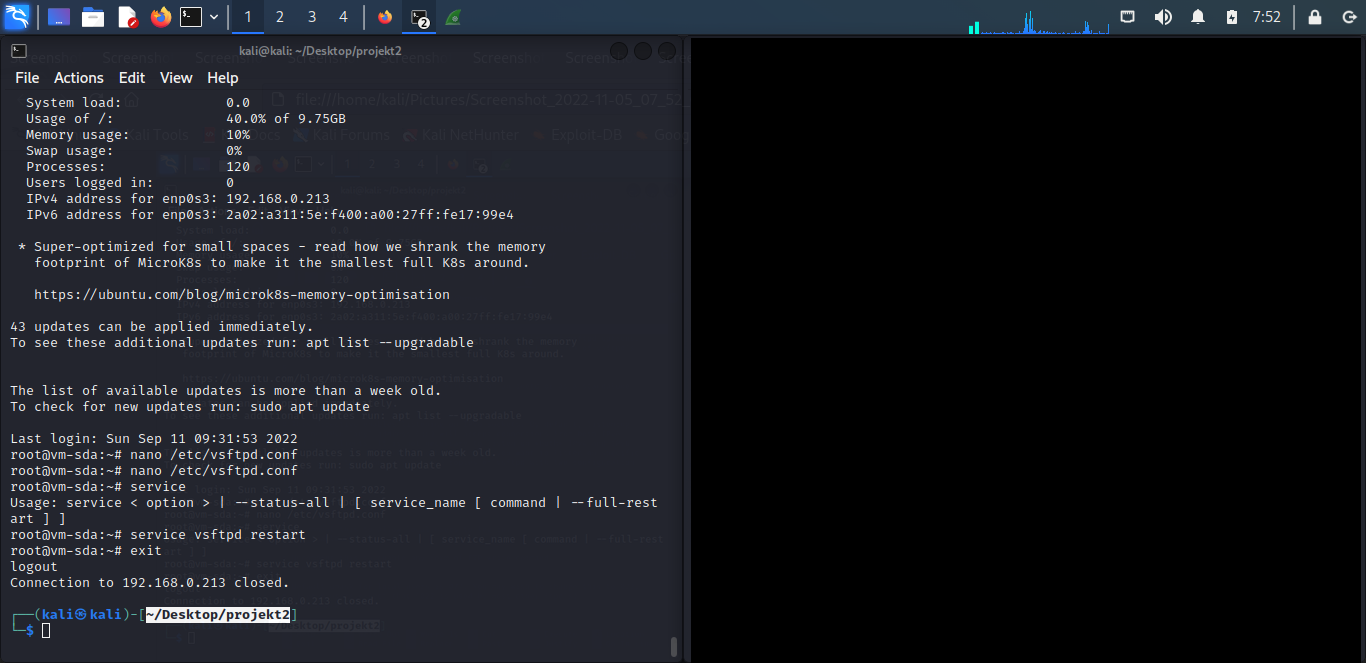 1 2 3 4 2 7:52
kali@kali: ~/Desktop/projekt2
File Actions Edit View Help
System load: 0.0
Usage of /: 40.0% of 9.75GB
Memory usage: 10%
Swap usage: 0%
Processes: 120
Users logged in: 0
IPv4 address for enp0s3: 192.168.0.213
IPv6 address for enp0s3: 2a02:a311:5e:f400:a00:27ff:fe17:99e4
* Super-optimized for small spaces - read how we shrank the memory
footprint of MicroK8s to make it the smallest full K8s around.
https://ubuntu.com/blog/microk8s-memory-optimisation
43 updates can be applied immediately.
To see these additional updates run: apt list --upgradable
The list of available updates is more than a week old.
To check for new updates run: sudo apt update
Last login: Sun Sep 11 09:31:53 2022
root@vm-sda:~# nano /etc/vsftpd.conf
root@vm-sda:~# nano /etc/vsftpd.conf
root@vm-sda:~# service
Usage: service < option > | --status-all | [ service_name [ command | --full-rest
art ] ]
root@vm-sda:~# service vsftpd restart
root@vm-sda:~# exit
logout
Connection to 192.168.0.213 closed.
┌──(kali㉿kali)-[~/Desktop/projekt2]
└─$